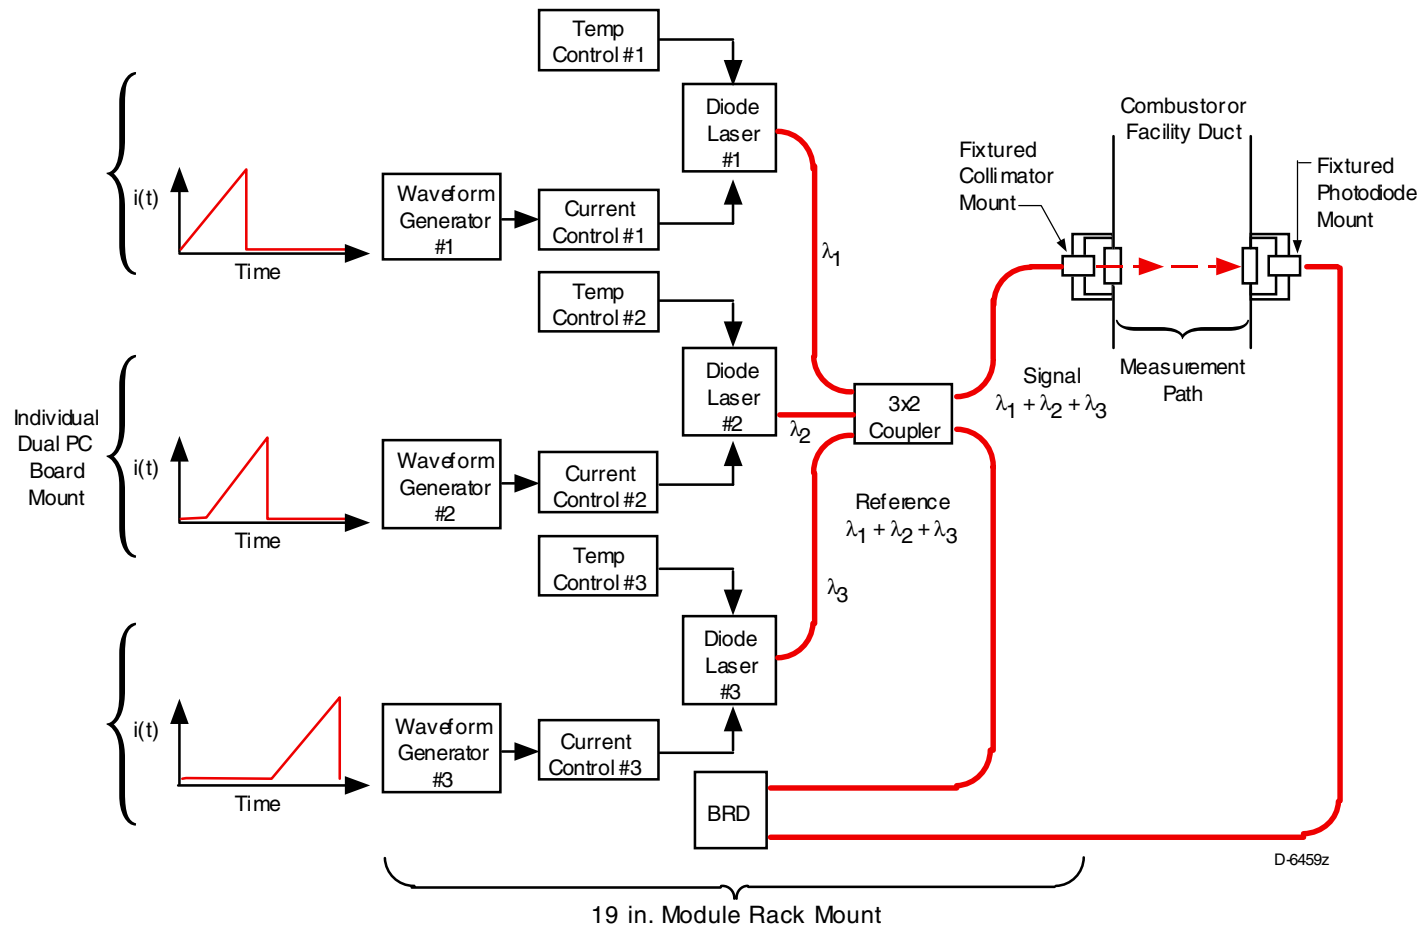 Temp
Control #1
Diode
Laser
#1
Combustor or
Facility Duct
Fixtured
Collimator
Mount
Fixtured
Photodiode
Mount
i(t)
Time
Waveform
Generator
#1
Current
Control #1
λ1
Temp
Control #2
Diode
Laser
#2
λ2
3x2
Coupler
Signal
λ1 + λ2 + λ3
Measurement
Path
Individual
Dual PC
Board
Mount
i(t)
Time
Waveform
Generator
#2
Current
Control #2
Reference
λ1 + λ2 + λ3
Temp
Control #3
λ3
Diode
Laser
#3
i(t)
Time
Waveform
Generator
#3
Current
Control #3
BRD
D-6459z
19 in. Module Rack Mount